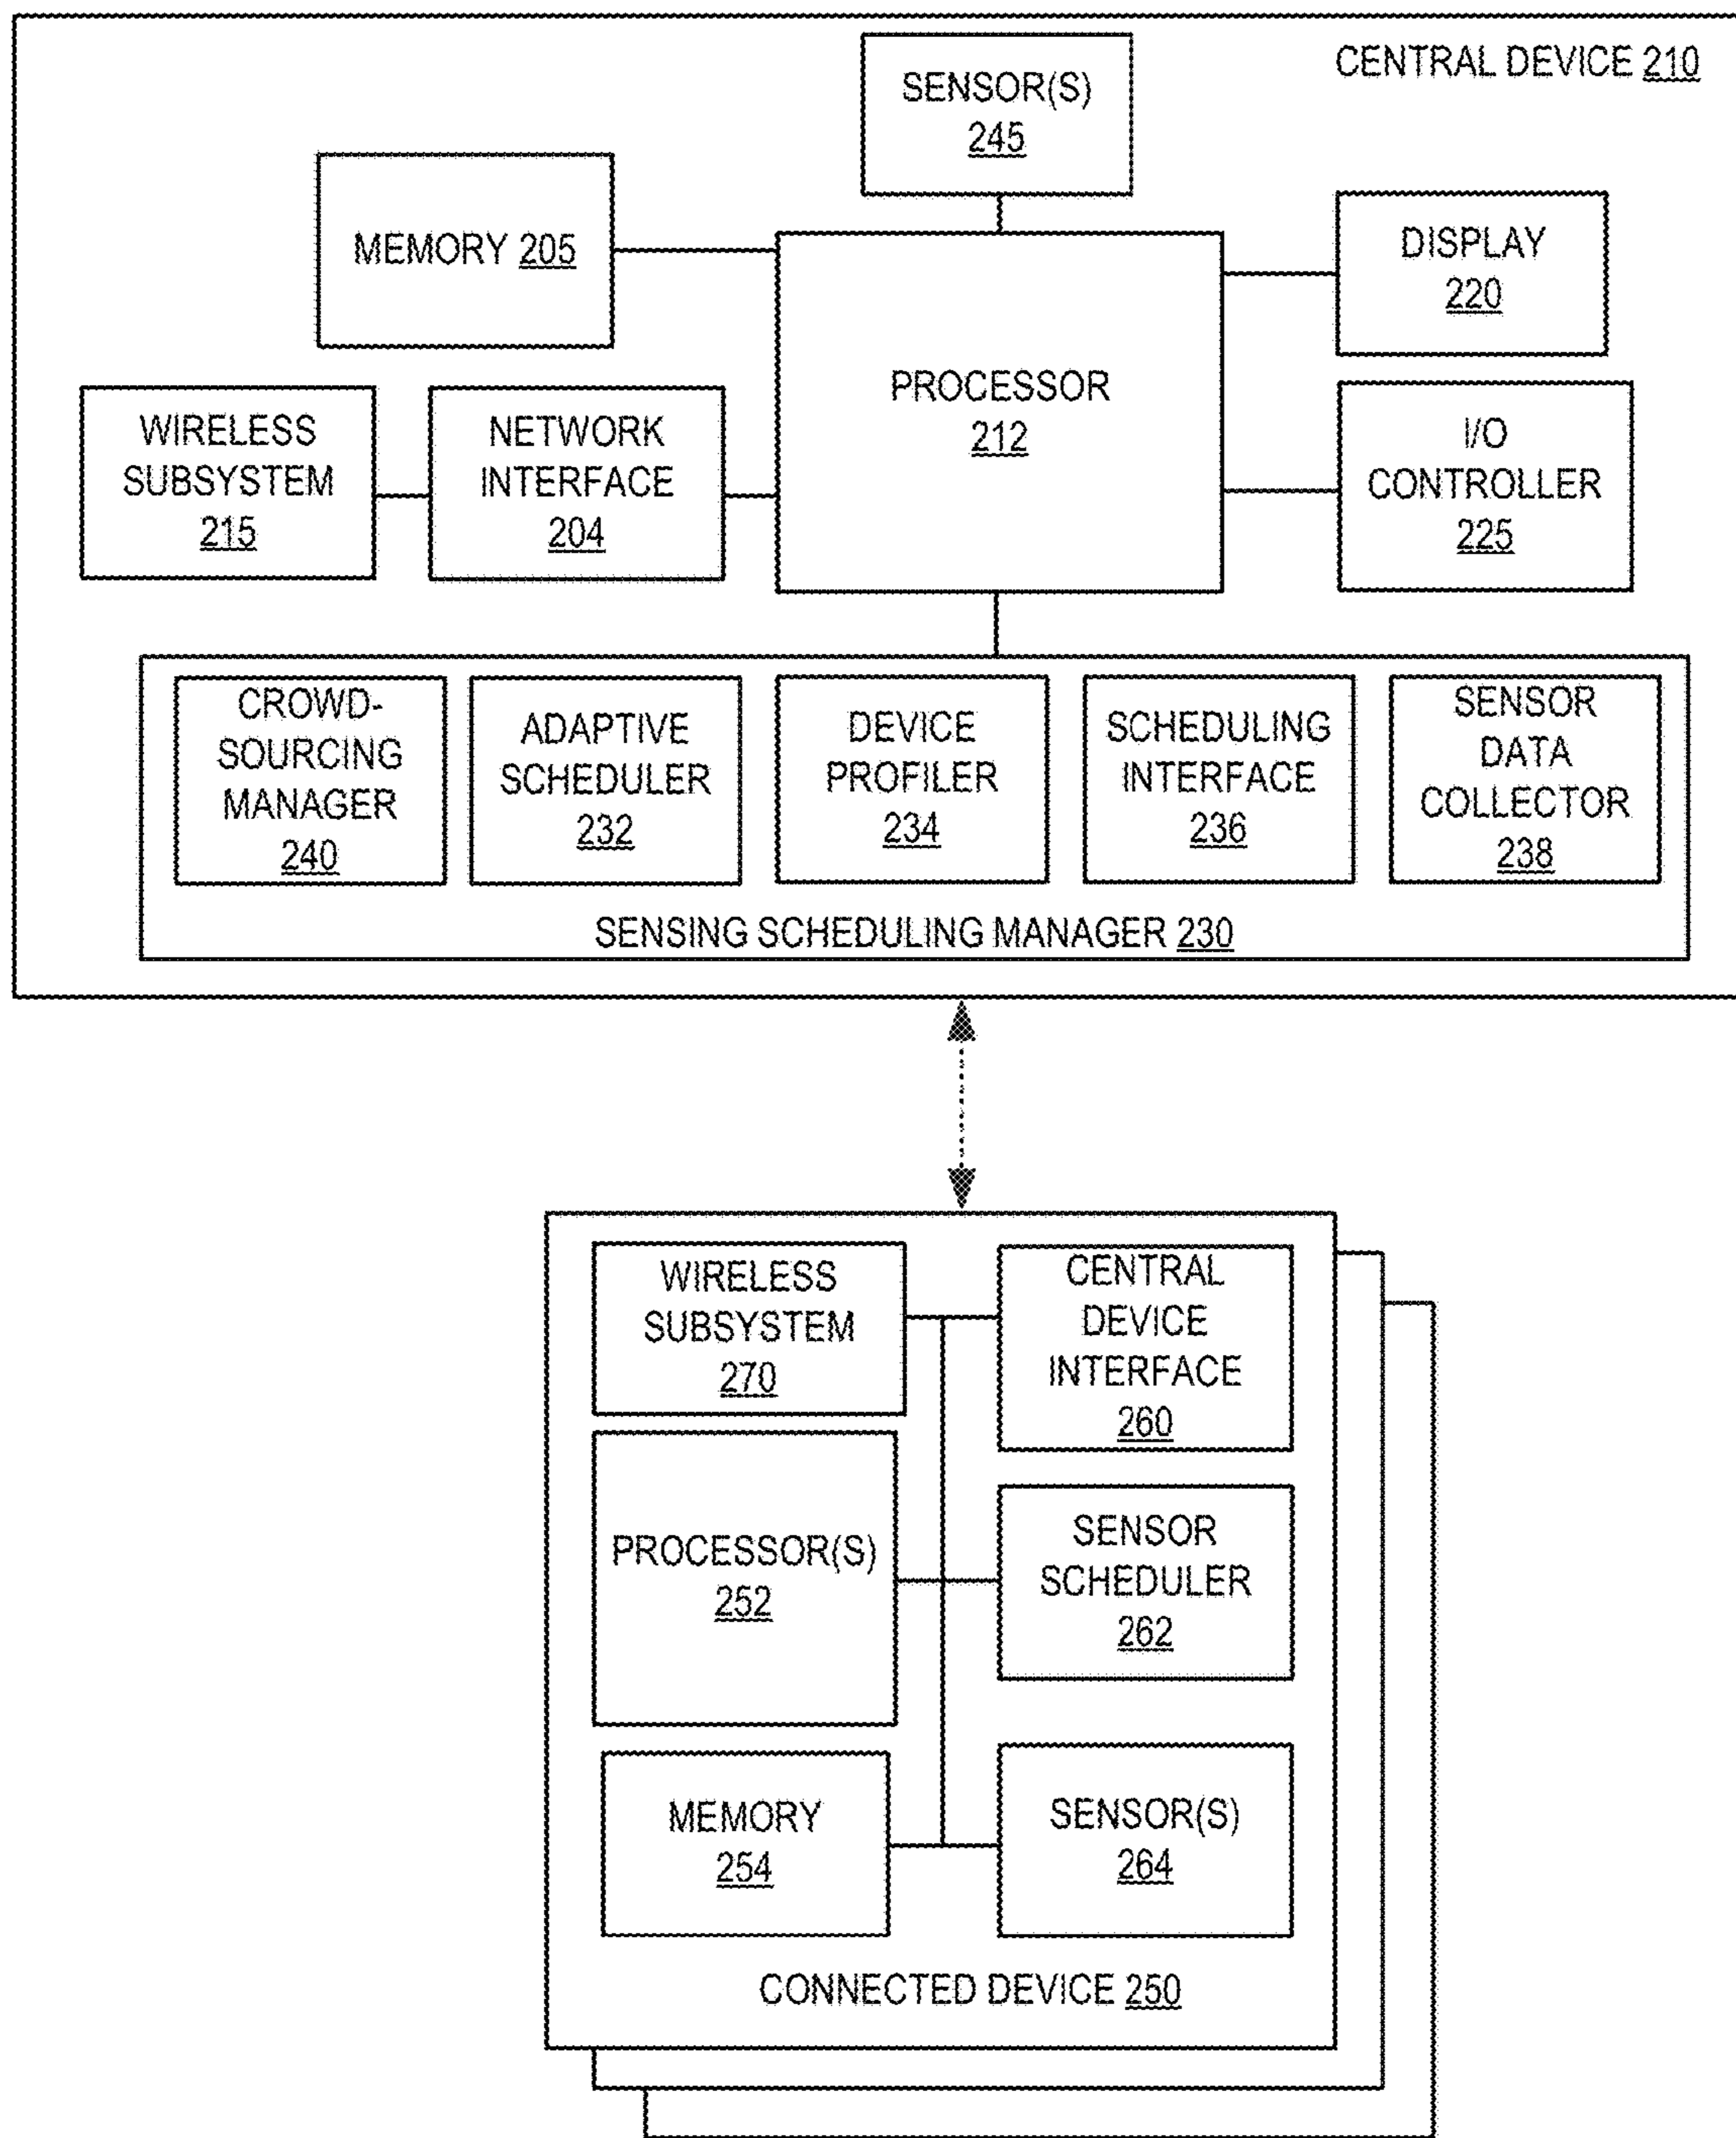 CENTRAL DEVICE 210
SENSOR(S)
245
MEMORY 205
DISPLAY
220
PROCESSOR
212
WIRELESS
SUBSYSTEM
215
NETWORK
INTERFACE
204
I/O
CONTROLLER
225
CROWD-
SOURCING
MANAGER
240
ADAPTIVE
SCHEDULER
232
DEVICE
PROFILER
234
SCHEDULING
INTERFACE
236
SENSOR
DATA
COLLECTOR
238
SENSING SCHEDULING MANAGER 230
WIRELESS
SUBSYSTEM
270
CENTRAL
DEVICE
INTERFACE
260
PROCESSOR(S)
252
SENSOR
SCHEDULER
262
MEMORY
254
SENSOR(S)
264
CONNECTED DEVICE 250